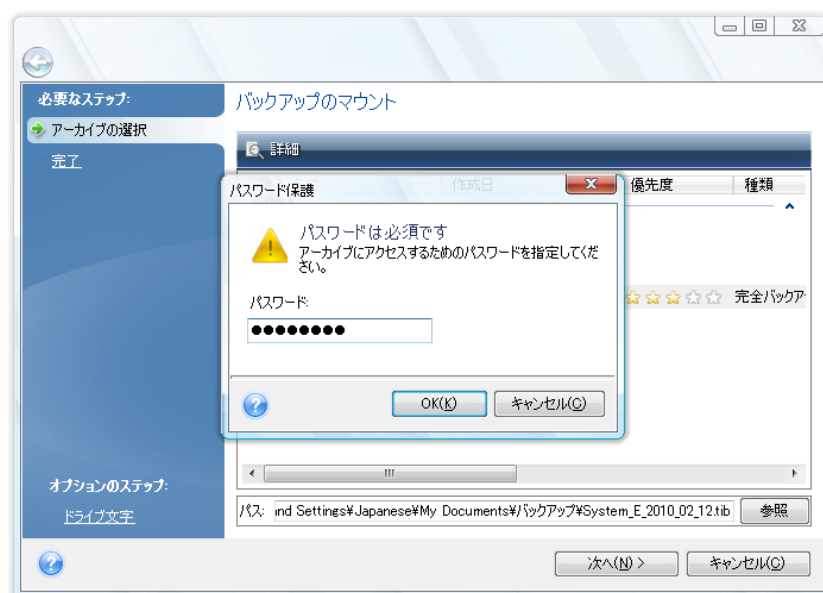 必要なステップ:
アーカイブの選択
完了
バックアップのマウント
詳細
作成日
優先度
種類
パスワード保護
パスワードは必須です
アーカイブにアクセスするためのパスワードを指定してくだ
さい。
パスワード:
●●●●●●●●
OK(K)
キャンセル(C)
完全バックア
オプションのステップ:
ドライブ文字
パス:
nd Settings¥Japanese¥My Documents¥バックアップ¥System_E_2010_02_12.tib
参照
次へ(N) >
キャンセル(C)